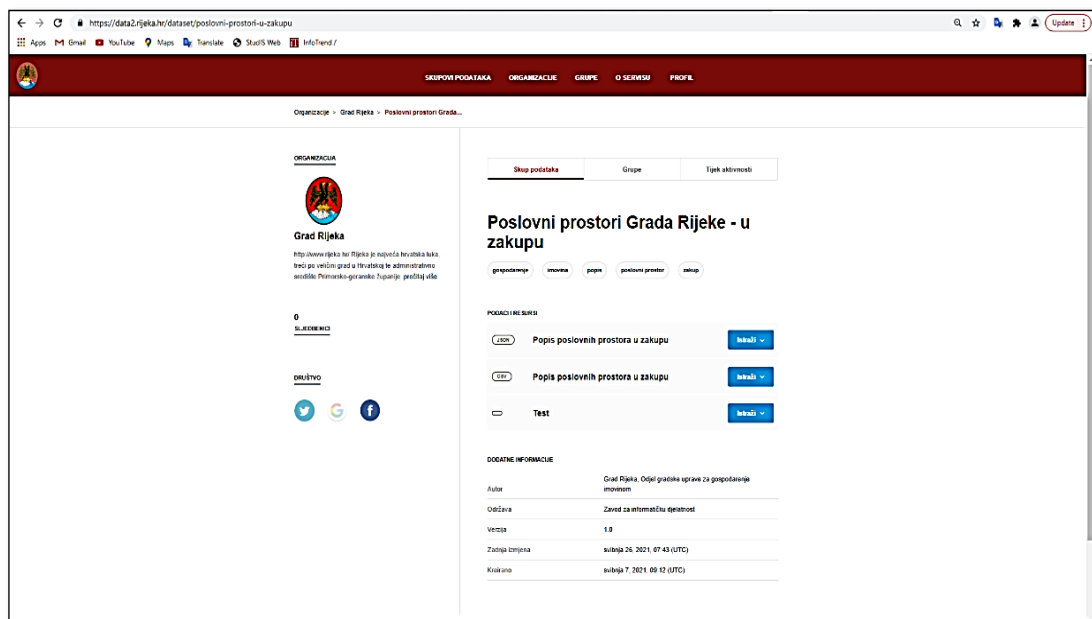 https://data2.rijeka.hr/dataset/poslovni-prostori-u-zakupu
Update
Apps Gmail YouTube Maps Translate StudIS Web InfoTrend /
SKUPOVI PODATAKA ORGANIZACIJE GRUPE O SERVISU PROFIL
Organizacije > Grad Rijeka > Poslovni prostori Grada...
ORGANIZACIJA
Grad Rijeka
http://www.rijeka.hr/ Rijeka je najveća hrvatska luka,
treći po veličini grad u Hrvatskoj te administrativno
središte Primorsko-goranske županije. pročitaj više
0
SLJEDBENICI
DRUŠTVO
Skup podataka Grupe Tijek aktivnosti
Poslovni prostori Grada Rijeke - u
zakupu
gospodarenje imovina popis poslovni prostor zakup
PODACI I RESURSI
JSON Popis poslovnih prostora u zakupu Istraži
CSV Popis poslovnih prostora u zakupu Istraži
Test Istraži
DODATNE INFORMACIJE
Autor Grad Rijeka, Odjel gradske uprave za gospodarenje
imovinom
Održava Zavod za informatičku djelatnost
Verzija 1.0
Zadnja izmjena svibnja 26, 2021, 07:43 (UTC)
Kreirano svibnja 7, 2021, 09:12 (UTC)